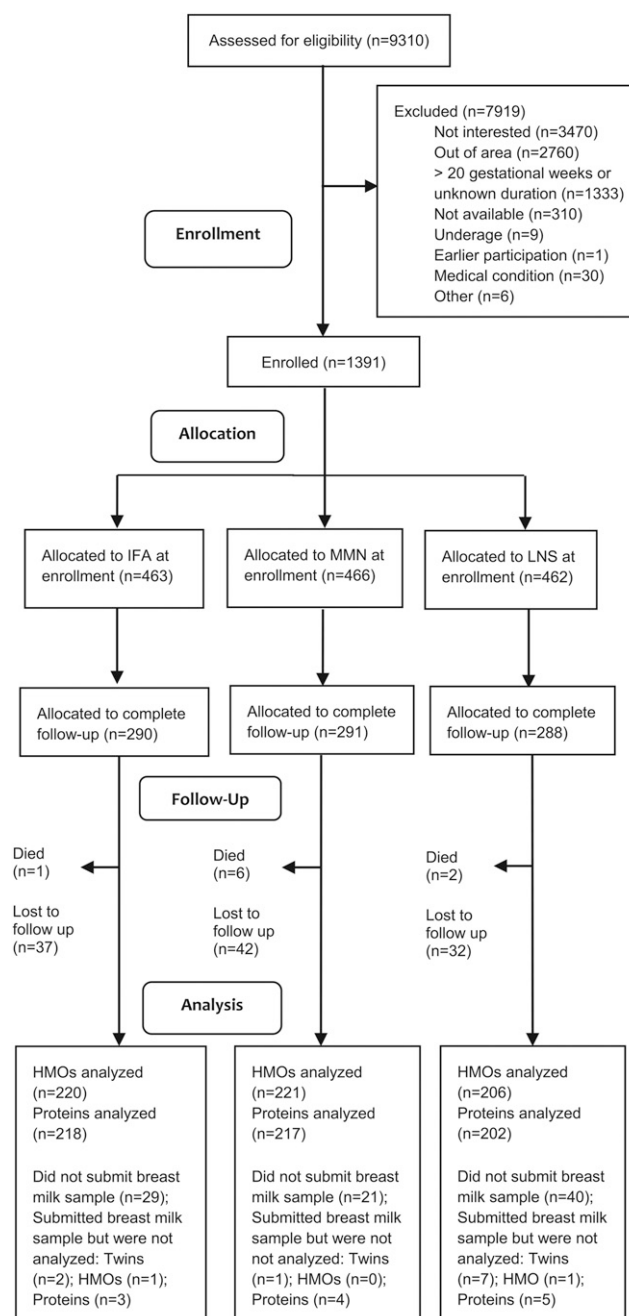 Assessed for eligibility (n=9310)
Excluded (n=7919)
Not interested (n=3470)
Out of area (n=2760)
> 20 gestational weeks or
unknown duration (n=1333)
Not available (n=310)
Underage (n=9)
Earlier participation (n=1)
Medical condition (n=30)
Other (n=6)
Enrollment
Enrolled (n=1391)
Allocation
Allocated to IFA at
enrollment (n=463)
Allocated to MMN at
enrollment (n=466)
Allocated to LNS at
enrollment (n=462)
Allocated to complete
follow-up (n=290)
Allocated to complete
follow-up (n=291)
Allocated to complete
follow-up (n=288)
Follow-Up
Died
(n=1)
Lost to
follow up
(n=37)
Died
(n=6)
Lost to
follow up
(n=42)
Died
(n=2)
Lost to
follow up
(n=32)
Analysis
HMOs analyzed
(n=220)
Proteins analyzed
(n=218)
Did not submit breast
milk sample (n=29);
Submitted breast milk
sample but were not
analyzed: Twins
(n=2); HMOs (n=1);
Proteins (n=3)
HMOs analyzed
(n=221)
Proteins analyzed
(n=217)
Did not submit breast
milk sample (n=21);
Submitted breast milk
sample but were not
not analyzed: Twins
(n=1); HMOs (n=0);
Proteins (n=4)
HMOs analyzed
(n=206)
Proteins analyzed
(n=202)
Did not submit breast
milk sample (n=40);
Submitted breast milk
sample but were not
analyzed: Twins
(n=7); HMO (n=1);
Proteins (n=5)